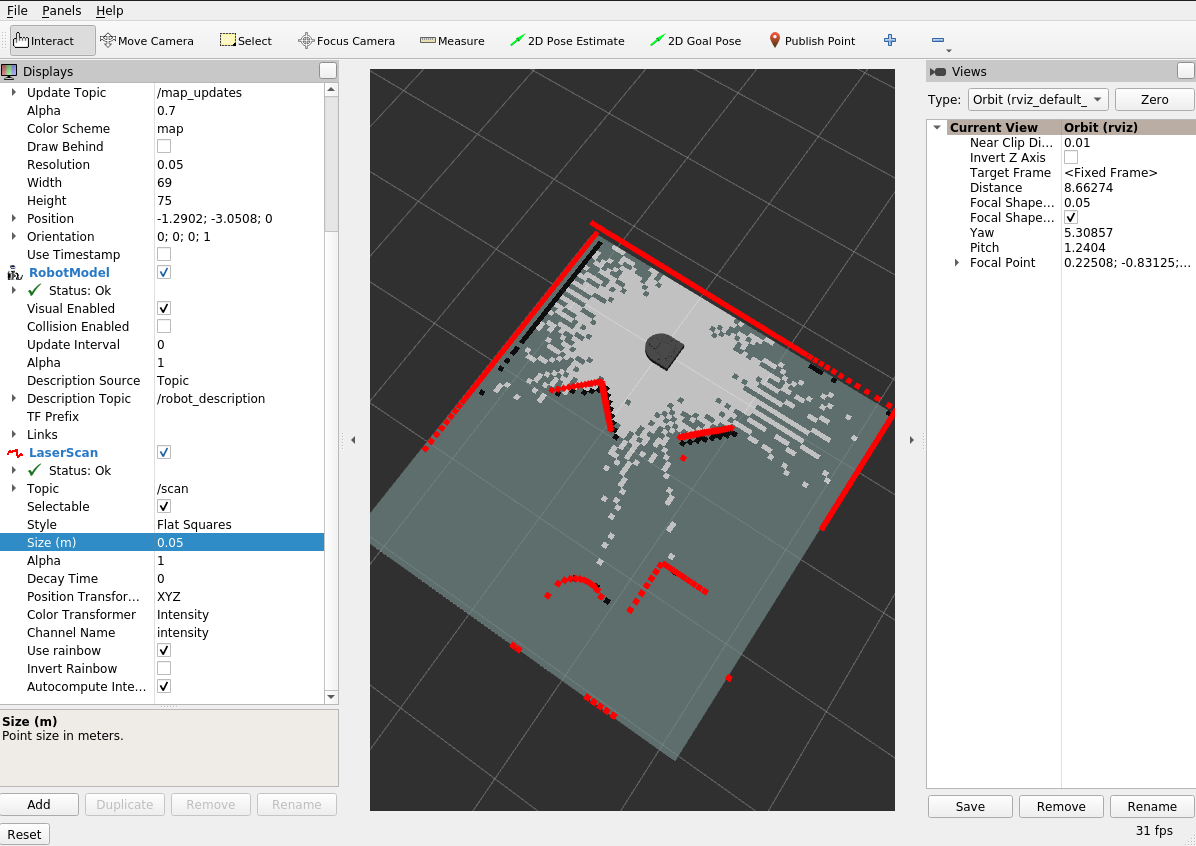 File Panels Help
Interact Move Camera Select Focus Camera Measure 2D Pose Estimate 2D Goal Pose Publish Point
Displays
Update Topic /map_updates
Alpha 0.7
Color Scheme map
Draw Behind
Resolution 0.05
Width 69
Height 75
Position -1.2902; -3.0508; 0
Orientation 0; 0; 0; 1
Use Timestamp
RobotModel
Status: Ok
Visual Enabled
Collision Enabled
Update Interval 0
Alpha 1
Description Source Topic
Description Topic /robot_description
TF Prefix
Links
LaserScan
Status: Ok
Topic /scan
Selectable
Style Flat Squares
Size (m) 0.05
Alpha 1
Decay Time 0
Position Transfor... XYZ
Color Transformer Intensity
Channel Name intensity
Use rainbow
Invert Rainbow
Autocompute Inte...
Size (m)
Point size in meters.
Add Duplicate Remove Rename
Reset
Views
Type: Orbit (rviz_default_ Zero
Current View Orbit (rviz)
Near Clip Di... 0.01
Invert Z Axis
Target Frame <Fixed Frame>
Distance 8.66274
Focal Shape... 0.05
Focal Shape...
Yaw 5.30857
Pitch 1.2404
Focal Point 0.22508; -0.83125;...
Save Remove Rename
31 fps